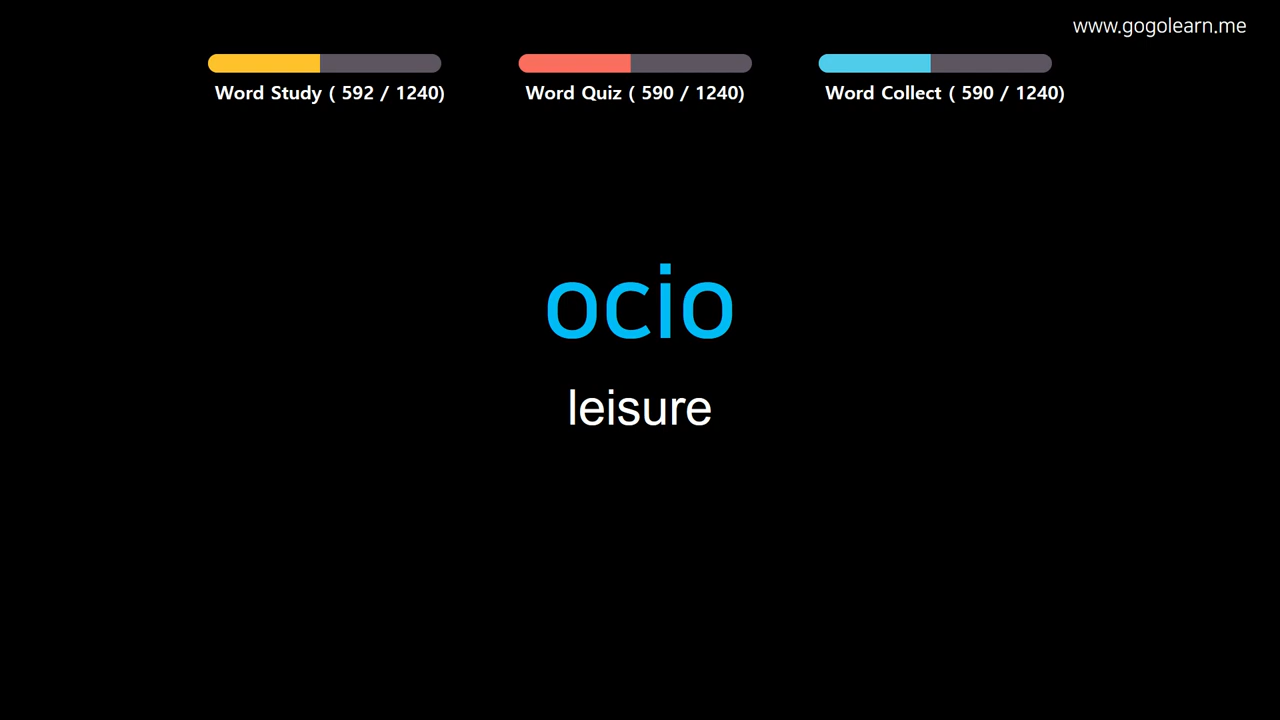 www.gogolearn.me
Word Study ( 592 / 1240)
Word Quiz ( 590 / 1240)
Word Collect ( 590 / 1240)
ocio
leisure